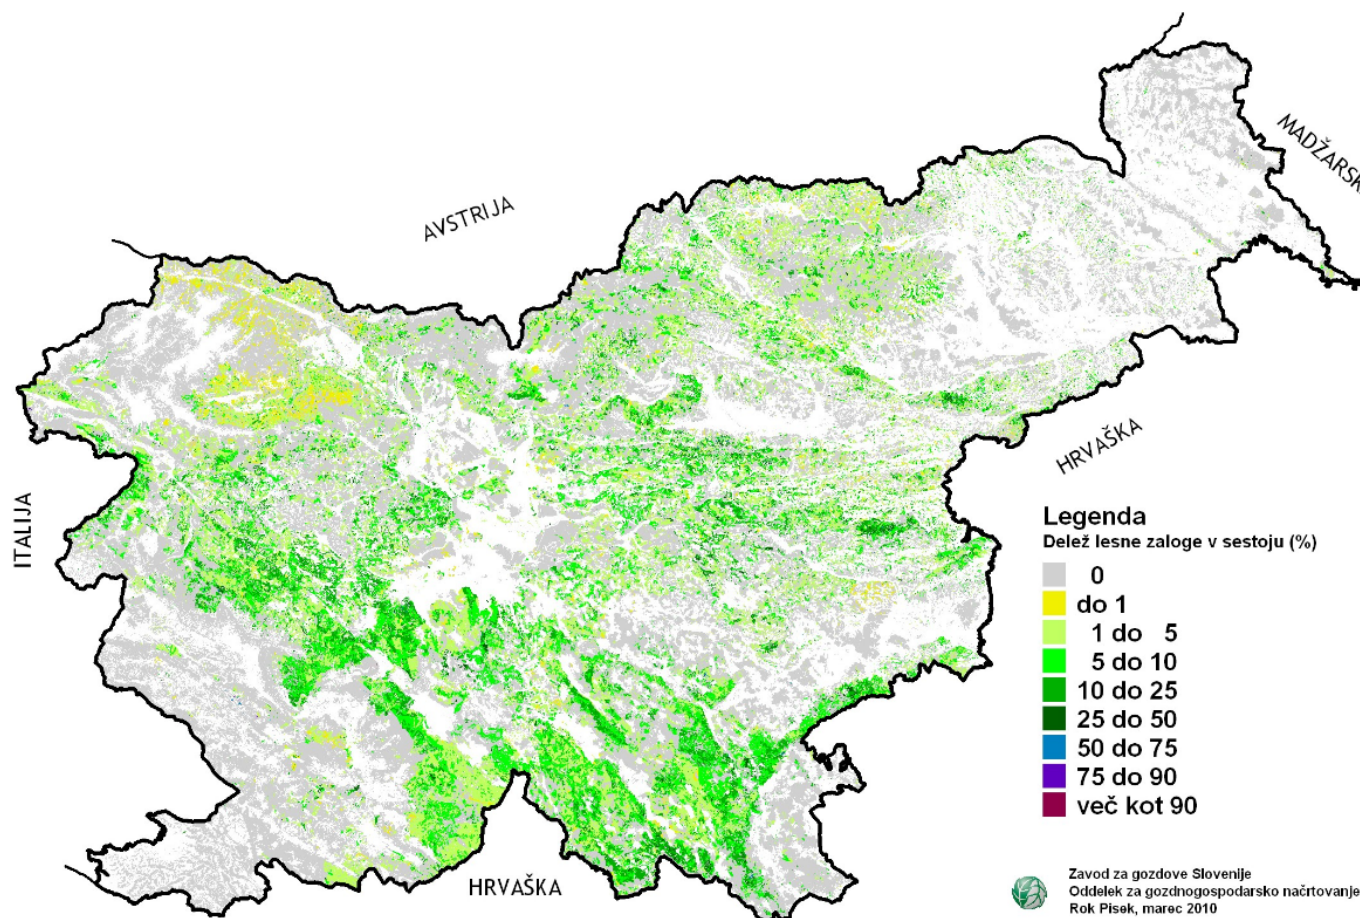 MADŽARSK
AVSTRIJA
HRVAŠKA
ITALIJA
Legenda
Delež lesne zaloge v sestoju (%)
0
do 1
1 do 5
5 do 10
10 do 25
25 do 50
50 do 75
75 do 90
več kot 90
HRVAŠKA
Zavod za gozdove Slovenije
Oddelek za gozdnogospodarsko načrtovanje
Rok Pisek, marec 2010